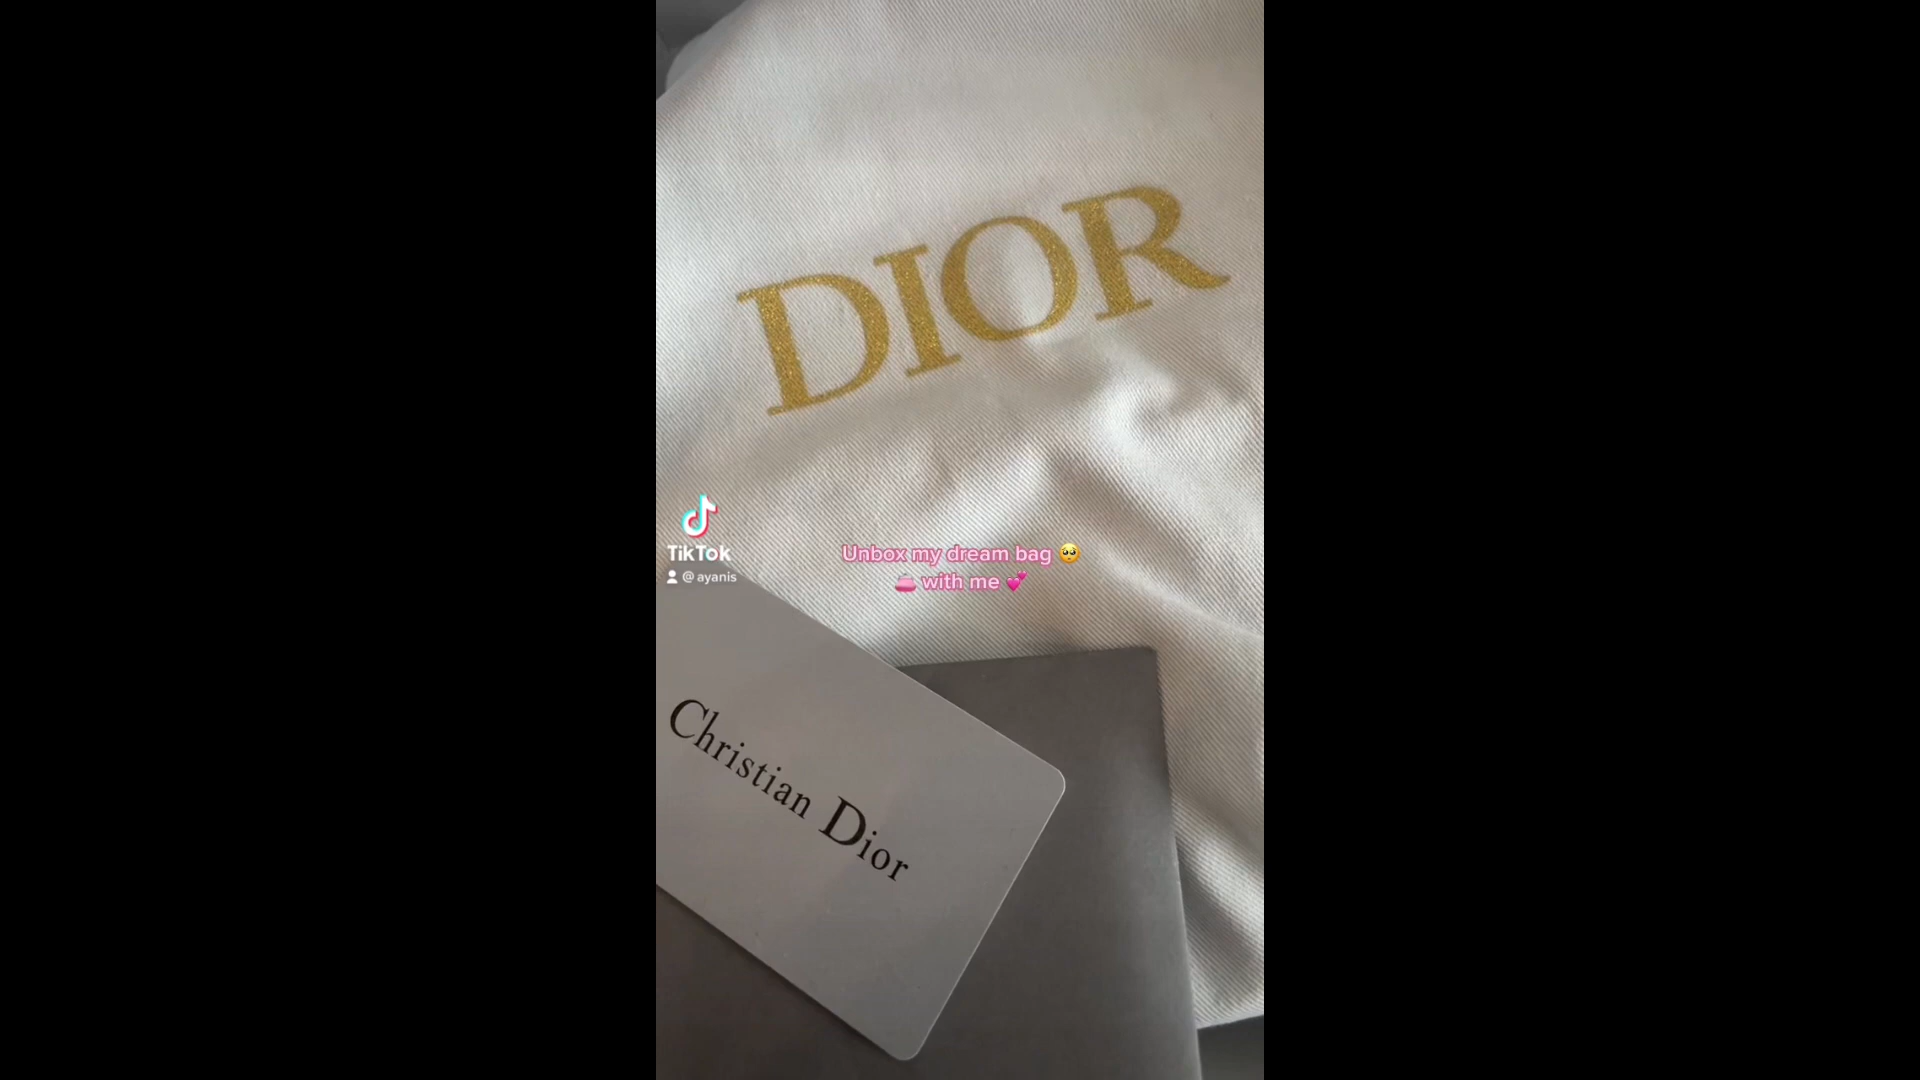 DIOR
TikTok
@ayanis
Unbox my dream bag 🥺
👛 with me 💕
Christian Dior